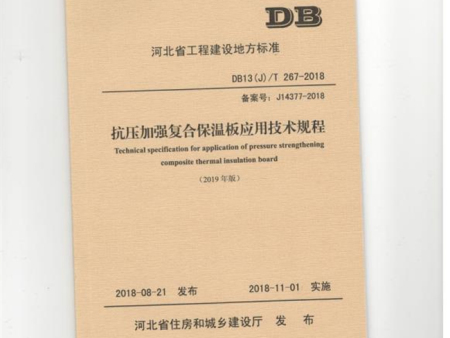 DB
河北省工程建设地方标准
DB13(J)/T 267-2018
备案号：J14377-2018
抗压加强复合保温板应用技术规程
Technical specification for application of pressure strengthening
composite thermal insulation board
（2019年版）
2018-08-21 发布 2018-11-01 实施
河北省住房和城乡建设厅 发 布